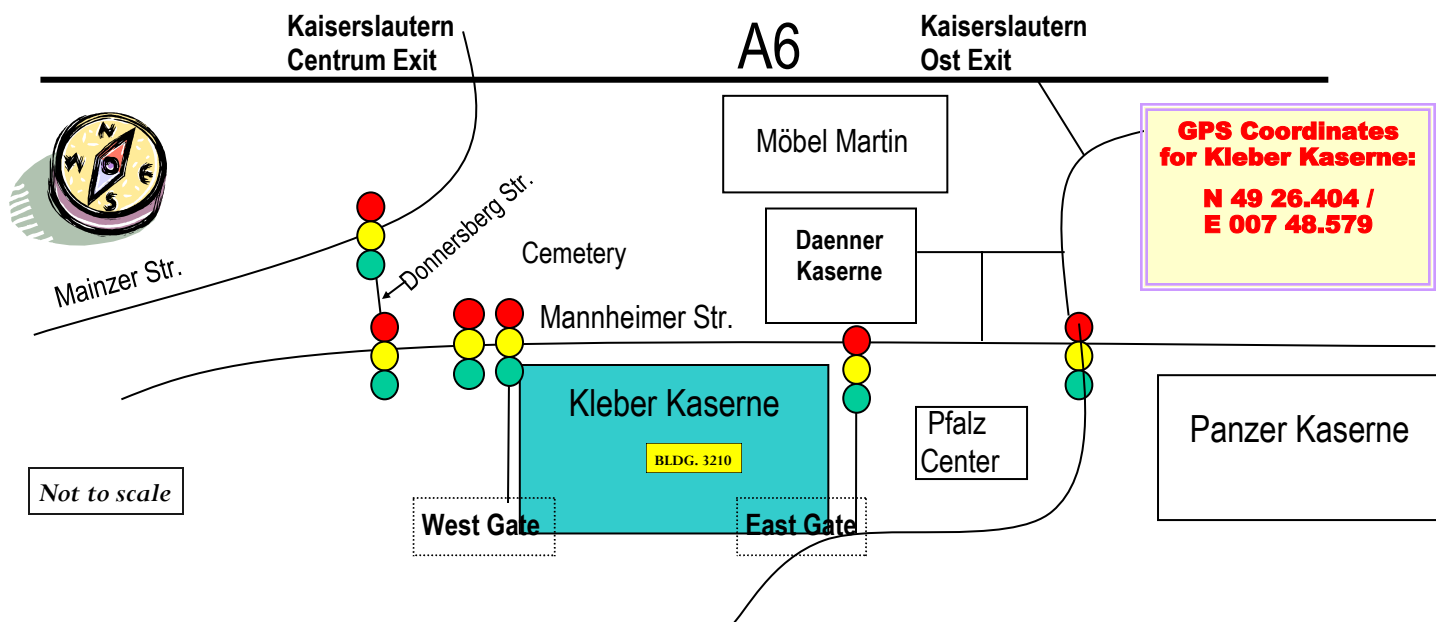 Kaiserslautern
Centrum Exit
A6
Kaiserslautern
Ost Exit
N
W
E
S
Möbel Martin
GPS Coordinates
for Kleber Kaserne:
N 49 26.404 /
E 007 48.579
Mainzer Str.
Donnersberg Str.
Cemetery
Daenner
Kaserne
Mannheimer Str.
Kleber Kaserne
BLDG. 3210
Pfalz
Center
Panzer Kaserne
Not to scale
West Gate
East Gate